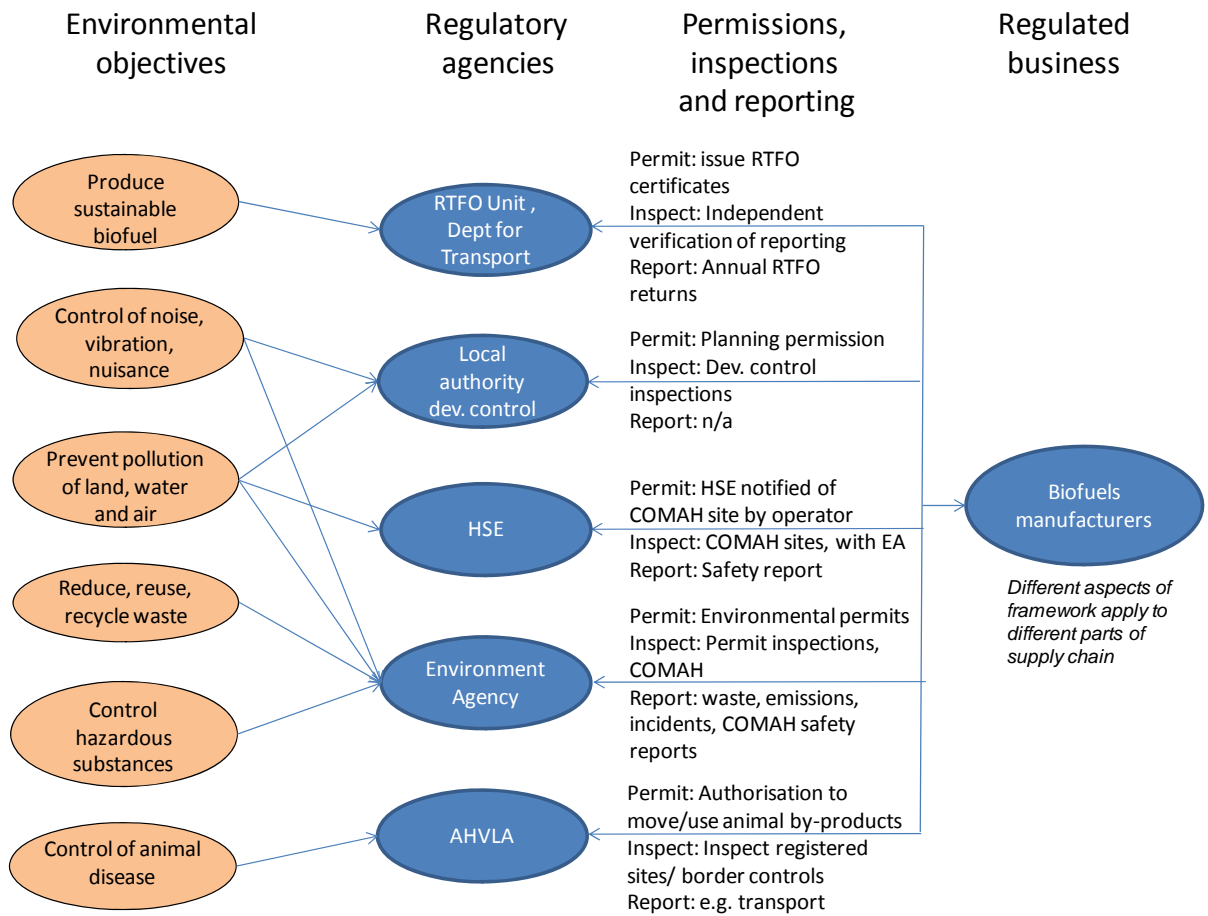 Environmental
objectives
Regulatory
agencies
Permissions,
inspections
and reporting
Regulated
business
Produce
sustainable
biofuel
Control of noise,
vibration,
nuisance
Prevent pollution
of land, water
and air
Reduce, reuse,
recycle waste
Control
hazardous
substances
Control of animal
disease
RTFO Unit ,
Dept for
Transport
Local
authority
dev. control
HSE
Environment
Agency
AHVLA
Permit: issue RTFO
certificates
Inspect: Independent
verification of reporting
Report: Annual RTFO
returns
Permit: Planning permission
Inspect: Dev. control
inspections
Report: n/a
Permit: HSE notified of
COMAH site by operator
Inspect: COMAH sites, with EA
Report: Safety report
Permit: Environmental permits
Inspect: Permit inspections,
COMAH
Report: waste, emissions,
incidents, COMAH safety
reports
Permit: Authorisation to
move/use animal by-products
Inspect: Inspect registered
sites/ border controls
Report: e.g. transport
Biofuels
manufacturers
Different aspects of
framework apply to
different parts of
supply chain